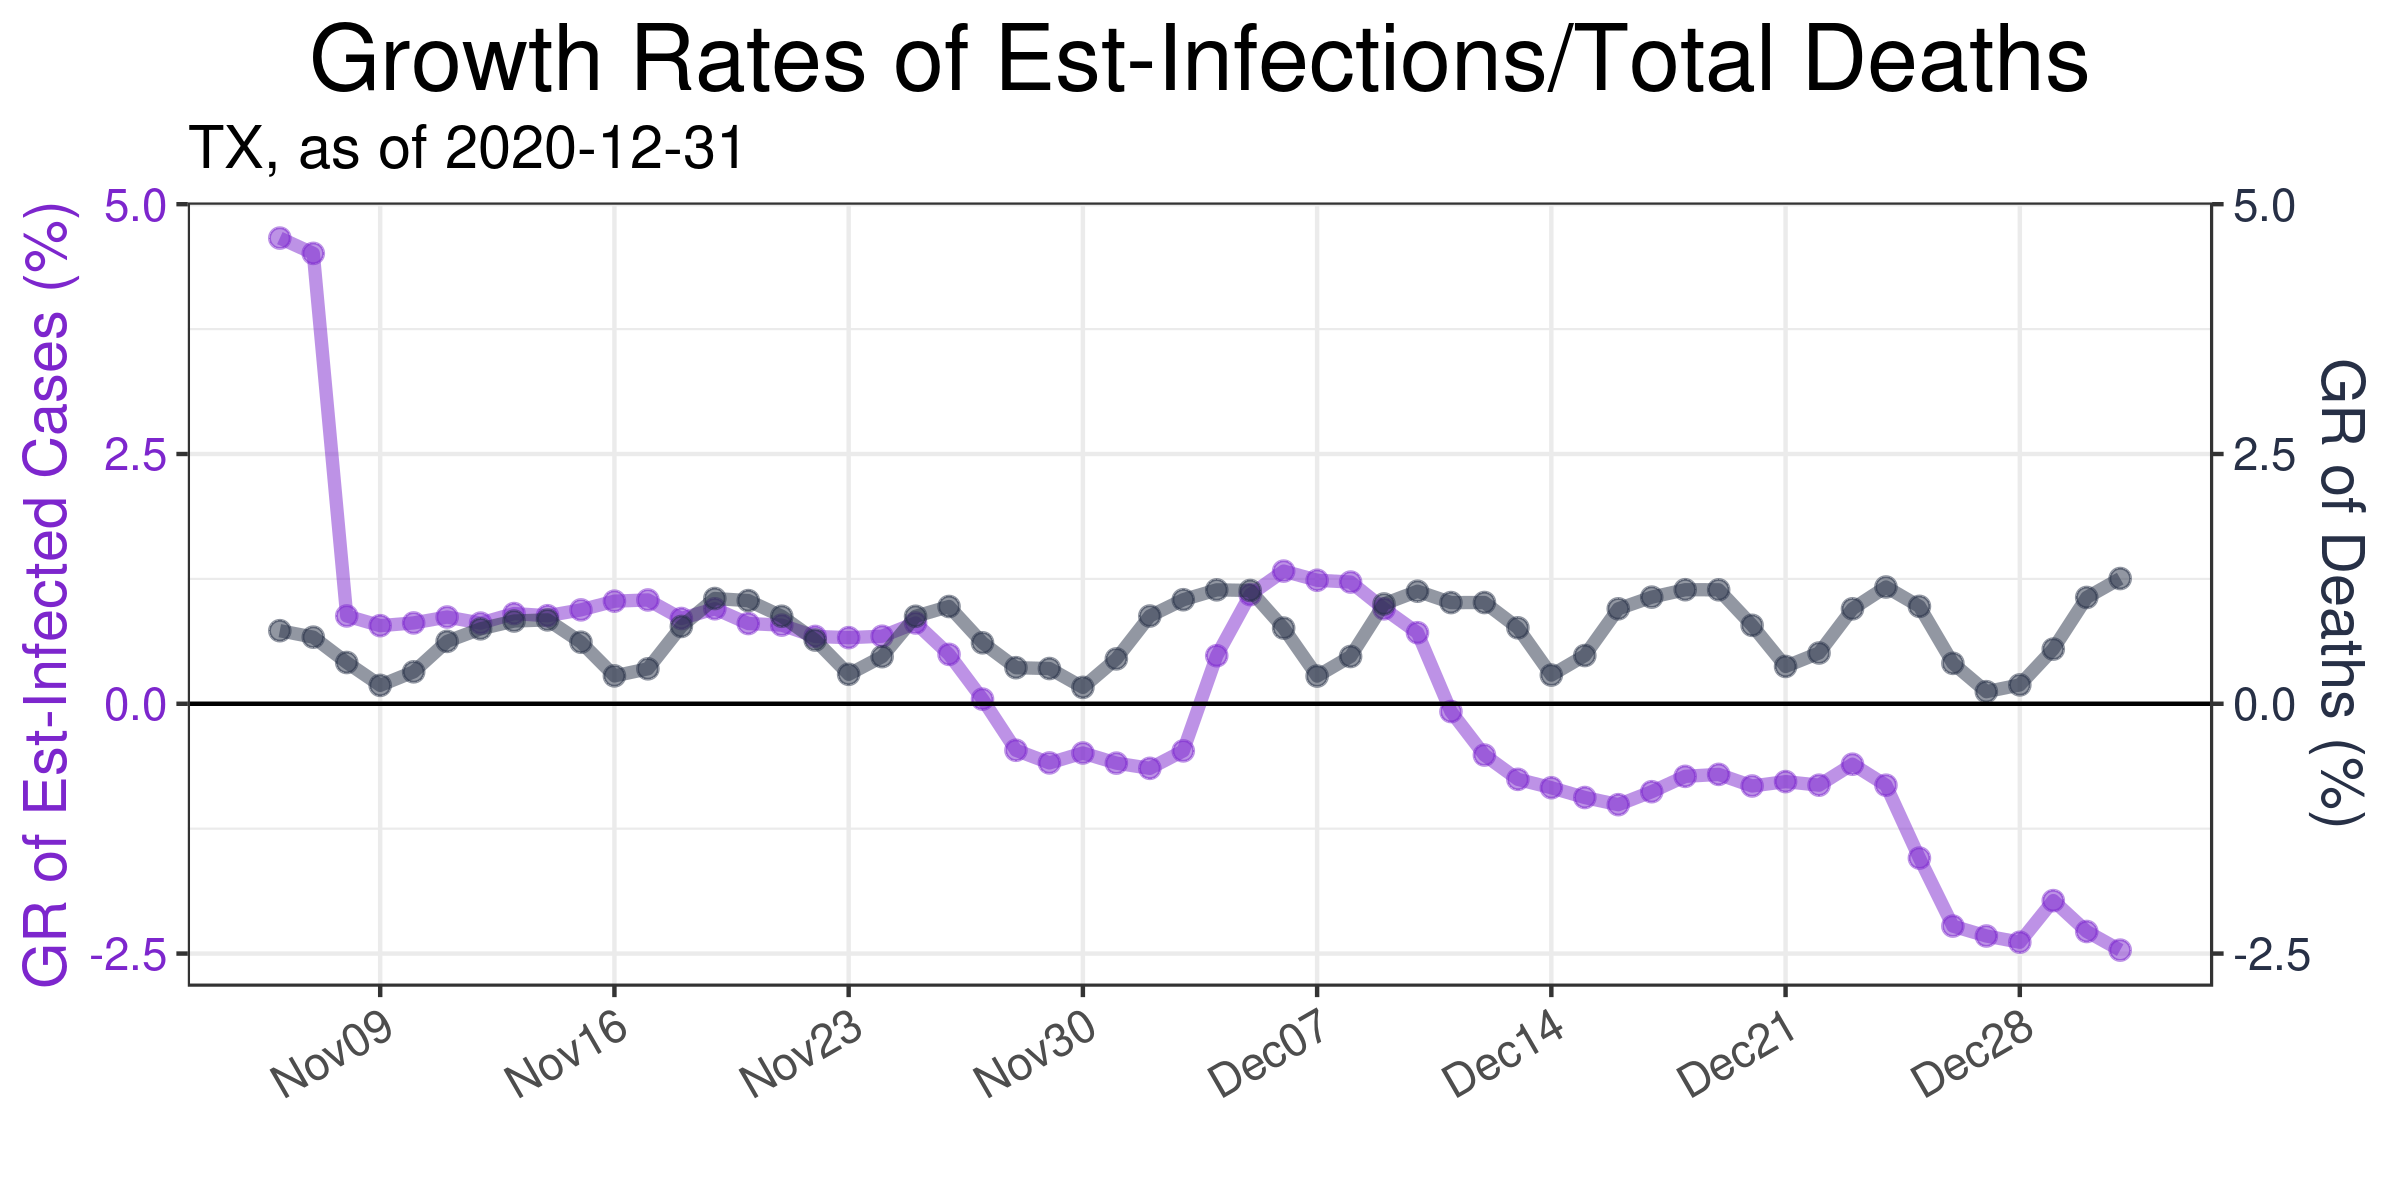 Growth Rates of Est-Infections/Total Deaths
TX, as of 2020-12-31
GR of Est-Infected Cases (%)
5.0
2.5
0.0
-2.5
5.0
2.5
0.0
-2.5
GR of Deaths (%)
Nov09
Nov16
Nov23
Nov30
Dec07
Dec14
Dec21
Dec28